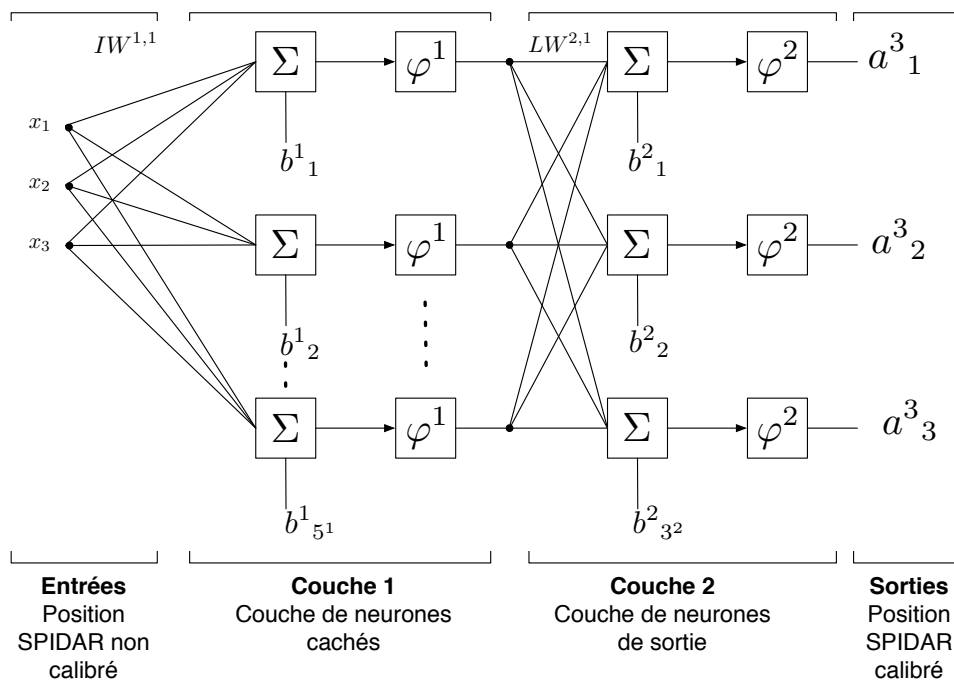 IW^{1,1}
Σ
φ^1
LW^{2,1}
Σ
φ^2
a^3_1
x_1
b^1_1
b^2_1
x_2
x_3
Σ
φ^1
Σ
φ^2
a^3_2
b^1_2
b^2_2
Σ
φ^1
Σ
φ^2
a^3_3
b^1_{5^1}
b^2_{3^2}
Entrées
Position
SPIDAR non
calibré
Couche 1
Couche de neurones
cachés
Couche 2
Couche de neurones
de sortie
Sorties
Position
SPIDAR
calibré